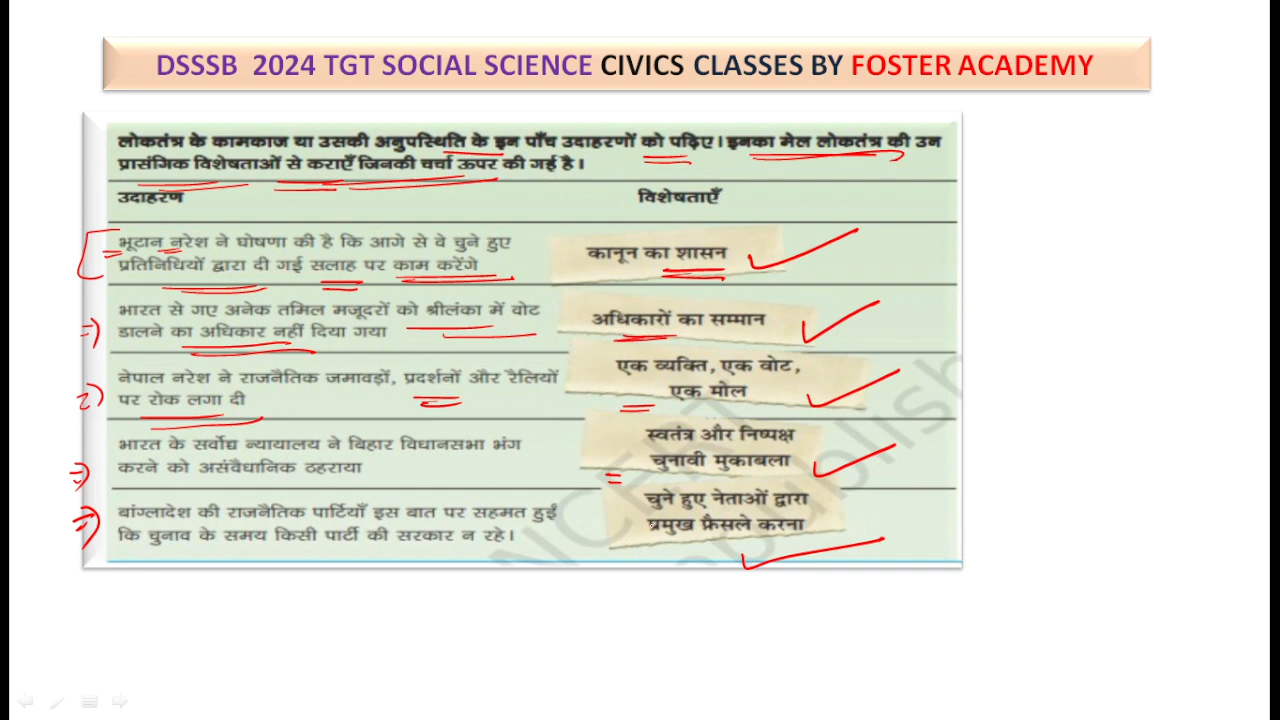 DSSSB 2024 TGT SOCIAL SCIENCE CIVICS CLASSES BY FOSTER ACADEMY
लोकतंत्र के कामकाज या उसकी अनुपस्थिति के इन पाँच उदाहरणों को पढ़िए। इनका मेल लोकतंत्र की उन
प्रासंगिक विशेषताओं से कराएँ जिनकी चर्चा ऊपर की गई है।
उदाहरण
विशेषताएँ
भूटान नरेश ने घोषणा की है कि आगे से वे चुने हुए
प्रतिनिधियों द्वारा दी गई सलाह पर काम करेंगे
कानून का शासन
भारत से गए अनेक तमिल मजूदरों को श्रीलंका में वोट
डालने का अधिकार नहीं दिया गया
अधिकारों का सम्मान
नेपाल नरेश ने राजनैतिक जमावड़ों, प्रदर्शनों और रैलियों
पर रोक लगा दी
एक व्यक्ति, एक वोट,
एक मोल
भारत के सर्वोच्च न्यायालय ने बिहार विधानसभा भंग
करने को असंवैधानिक ठहराया
स्वतंत्र और निष्पक्ष
चुनावी मुकाबला
बांग्लादेश की राजनैतिक पार्टियाँ इस बात पर सहमत हुईं
कि चुनाव के समय किसी पार्टी की सरकार न रहे।
चुने हुए नेताओं द्वारा
प्रमुख फ़ैसले करना
NCERT